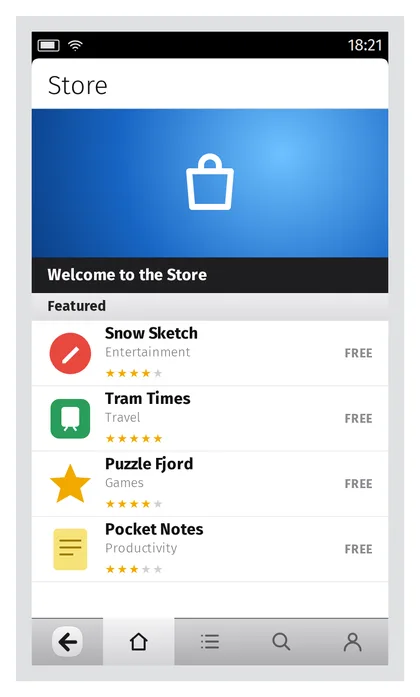 18:21
Store
Welcome to the Store
Featured
Snow Sketch
Entertainment
FREE
Tram Times
Travel
FREE
Puzzle Fjord
Games
FREE
Pocket Notes
Productivity
FREE